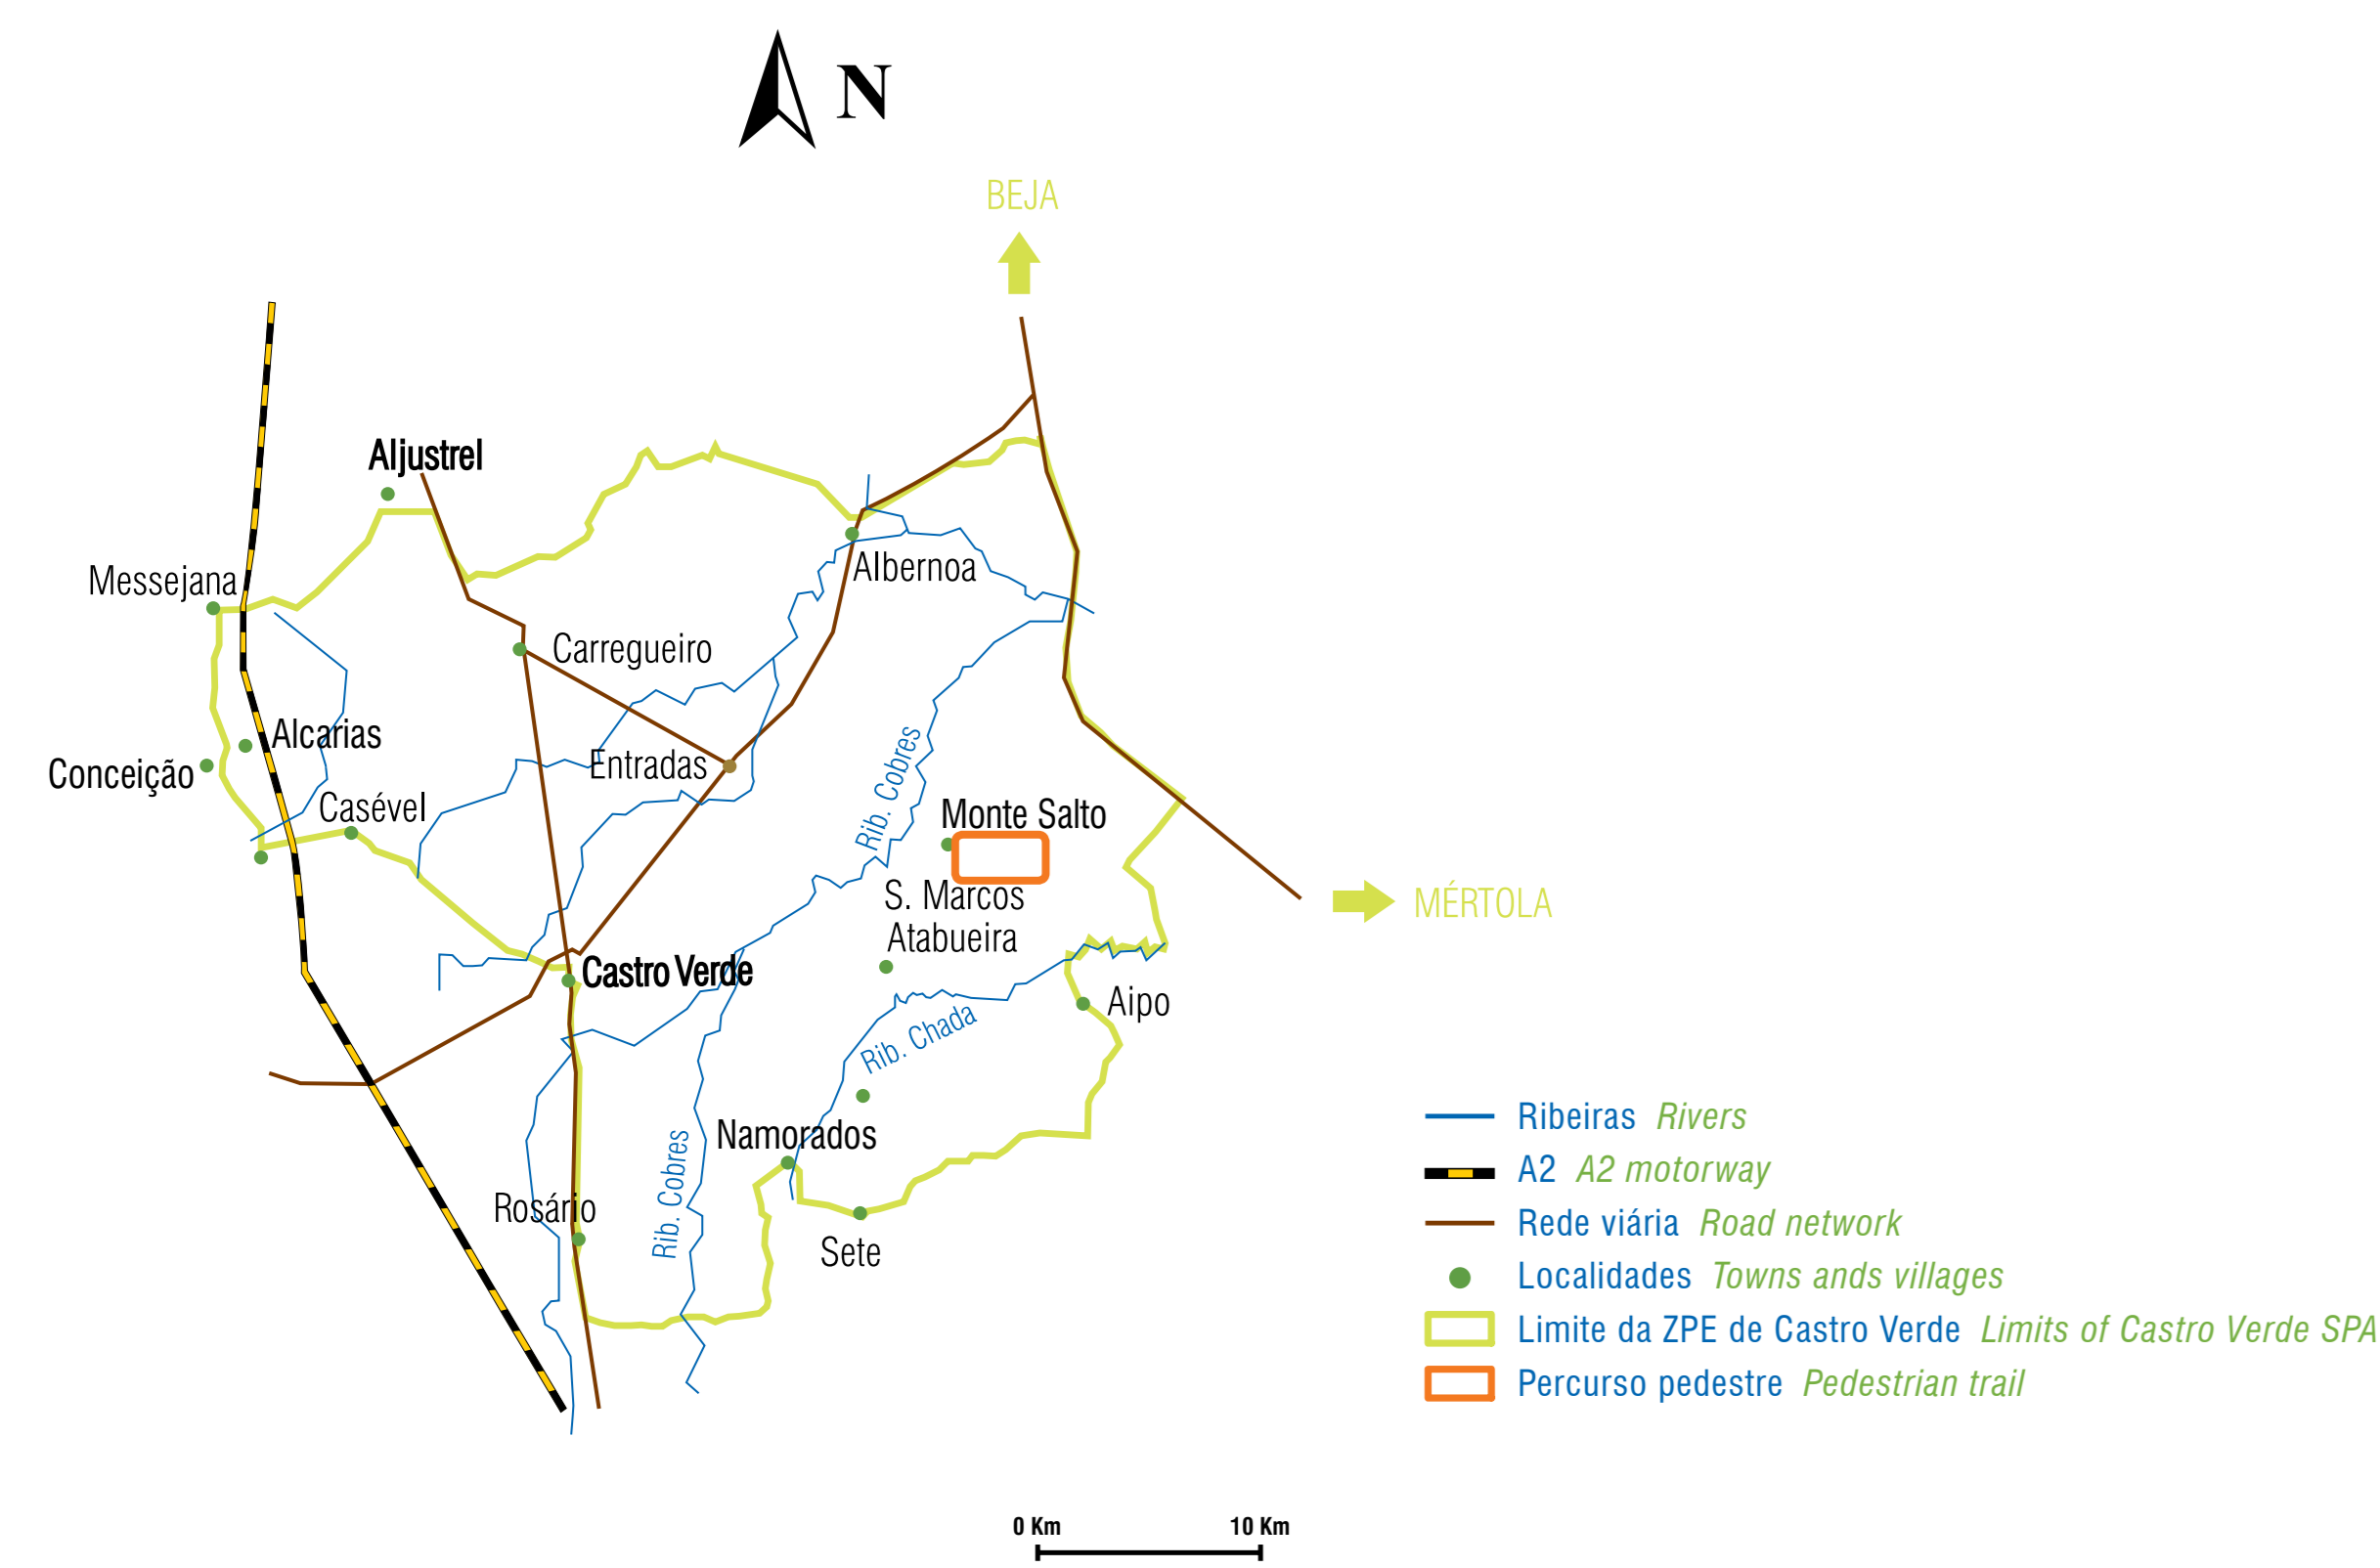 N
BEJA
Aljustrel
Albernoa
Messejana
Carregueiro
Alcarias
Entradas
Conceição
Casével
Rib. Cobres
Monte Salto
S. Marcos
Atabueira
MÉRTOLA
Castro Verde
Aipo
Rib. Chada
Namorados
Rib. Cobres
Rosário
Sete
Ribeiras Rivers
A2 A2 motorway
Rede viária Road network
Localidades Towns ands villages
Limite da ZPE de Castro Verde Limits of Castro Verde SPA
Percurso pedestre Pedestrian trail
0 Km 10 Km